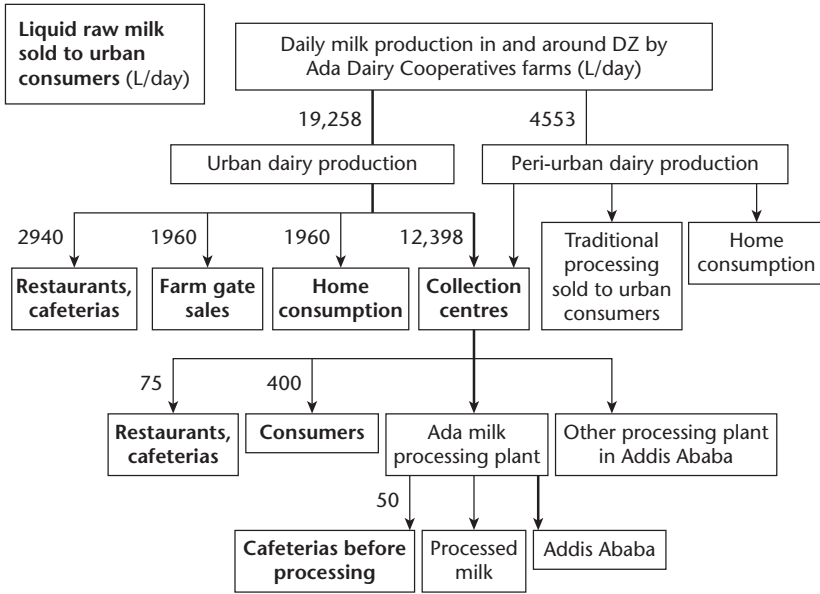 Liquid raw milk
sold to urban
consumers (L/day)
Daily milk production in and around DZ by
Ada Dairy Cooperatives farms (L/day)
19,258
4553
Urban dairy production
Peri-urban dairy production
2940
1960
1960
12,398
Restaurants,
cafeterias
Farm gate
sales
Home
consumption
Collection
centres
Traditional
processing
sold to urban
consumers
Home
consumption
75
400
Restaurants,
cafeterias
Consumers
Ada milk
processing plant
Other processing plant
in Addis Ababa
50
Cafeterias before
processing
Processed
milk
Addis Ababa